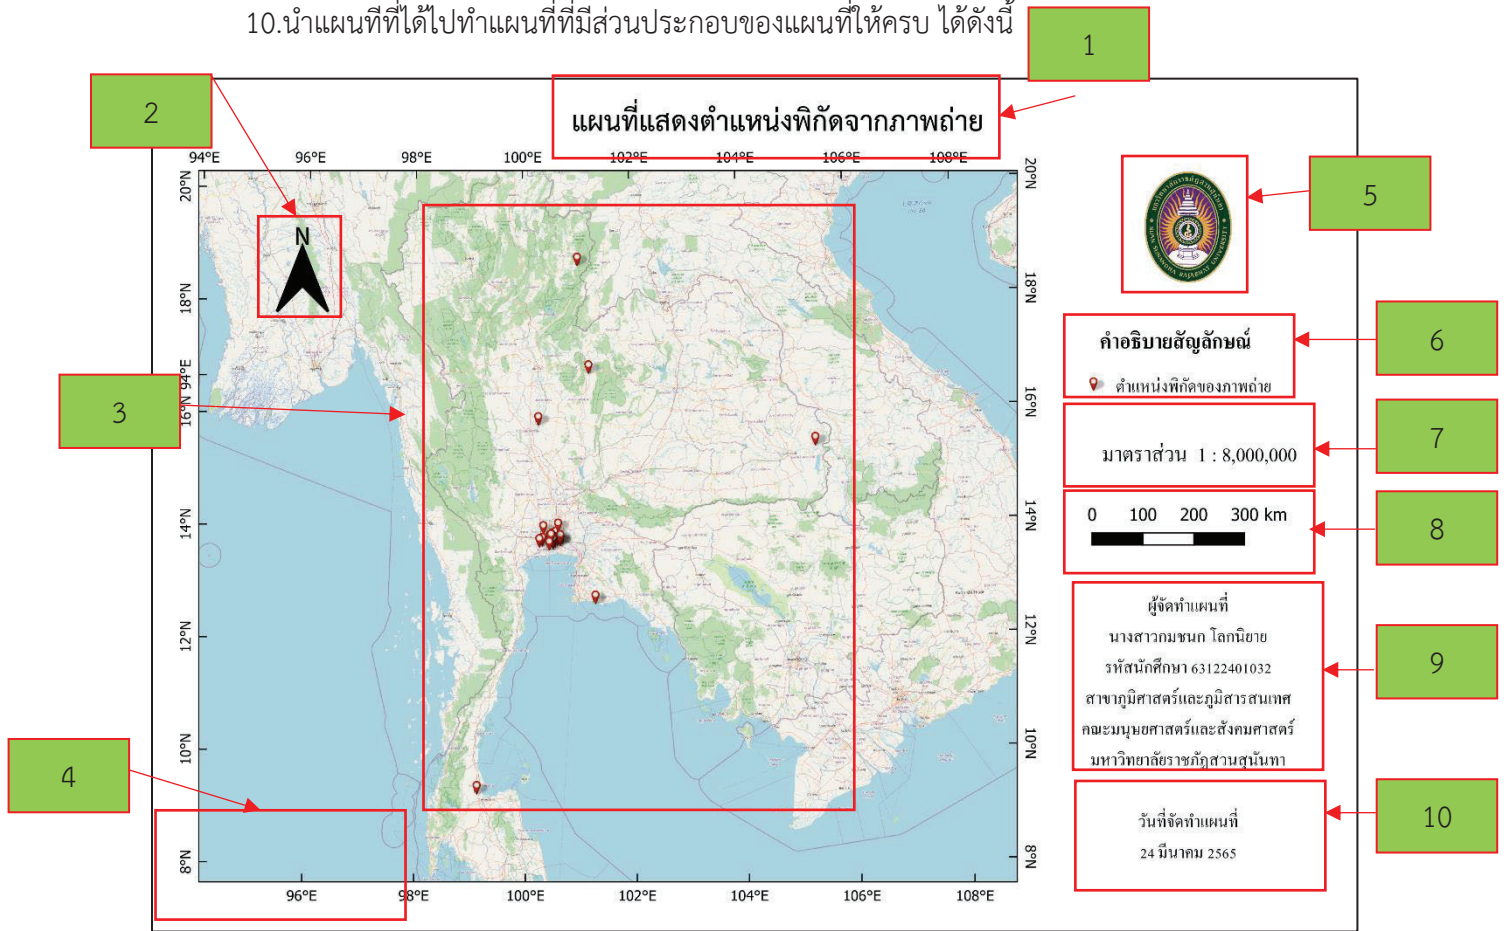 10.นำแผนที่ที่ได้ไปทำแผนที่ที่มีส่วนประกอบของแผนที่ให้ครบ ได้ดังนี้
1
2
แผนที่แสดงตำแหน่งพิกัดจากภาพถ่าย
94°E 96°E 98°E 100°E 102°E 104°E 106°E 108°E
20°N
18°N
94°E
16°N
14°N
12°N
10°N
8°N
N
3
4
20°N
18°N
16°N
14°N
12°N
10°N
8°N
96°E 98°E 100°E 102°E 104°E 106°E 108°E
5
SUAN SUNANDHA RAJABHAT UNIVERSITY
คำอธิบายสัญลักษณ์
ตำแหน่งพิกัดของภาพถ่าย
6
มาตราส่วน 1 : 8,000,000
7
0 100 200 300 km
8
ผู้จัดทำแผนที่
นางสาวกมชนก โลกนิยาย
รหัสนักศึกษา 63122401032
สาขาภูมิศาสตร์และภูมิสารสนเทศ
คณะมนุษยศาสตร์และสังคมศาสตร์
มหาวิทยาลัยราชภัฏสวนสุนันทา
9
วันที่จัดทำแผนที่
24 มีนาคม 2565
10